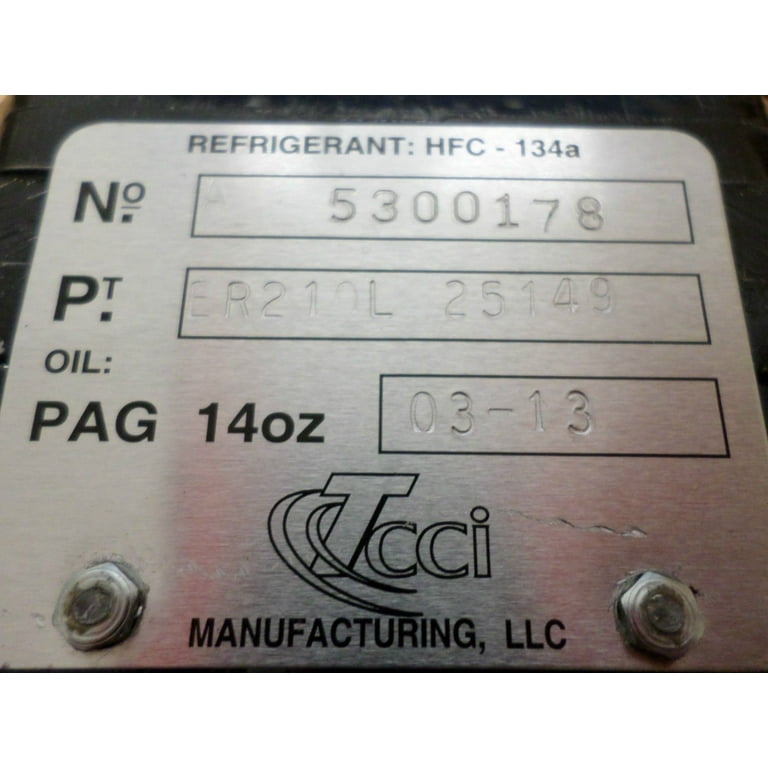 REFRIGERANT: HFC - 134a
Nº. A 5300178
PT. ER210L 25149
OIL:
PAG 14oz 03-13
Tcci
MANUFACTURING, LLC